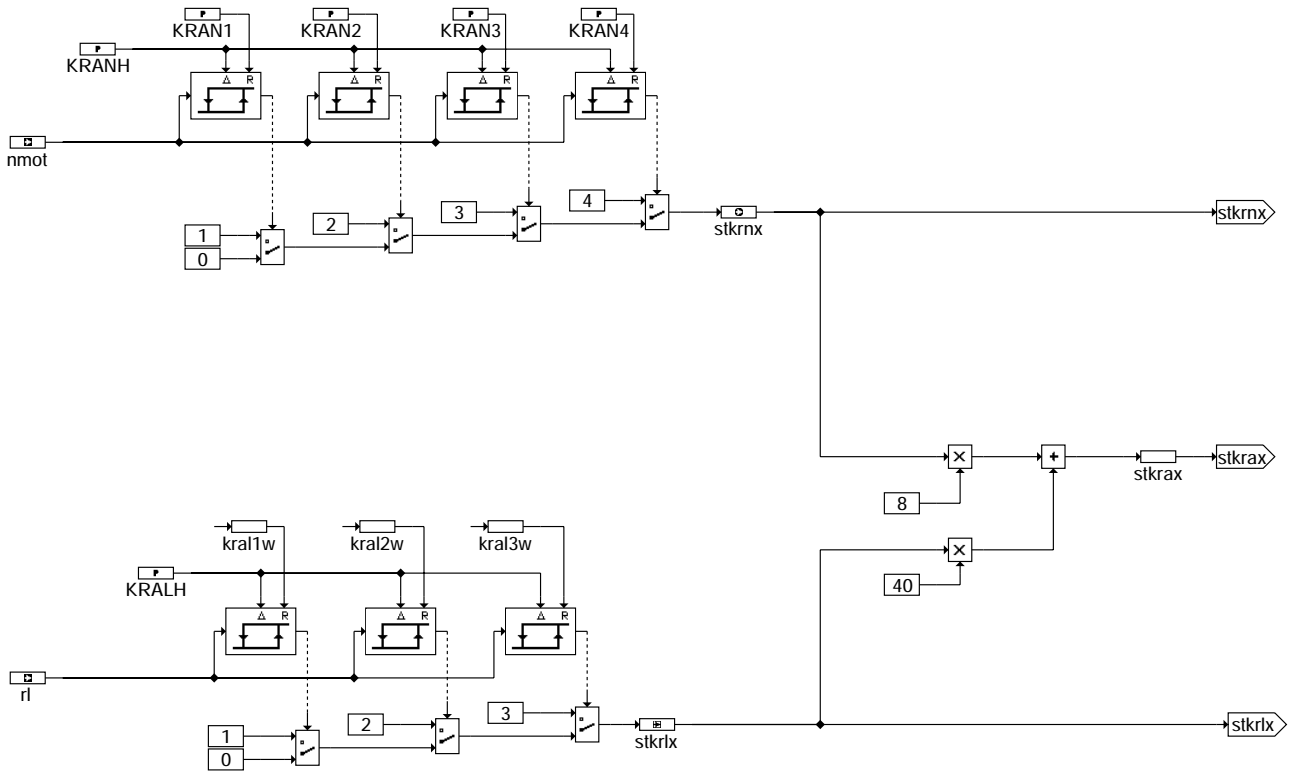 P P P P
KRAN1 KRAN2 KRAN3 KRAN4
P
KRANH
Δ R Δ R Δ R Δ R
nmot
4
3
2
1
0
stkrnx
stkrnx
stkrax
stkrax
8
kral1w kral2w kral3w
P
KRALH
40
Δ R Δ R Δ R
rl
3
2
1
0
stkrlx
stkrlx